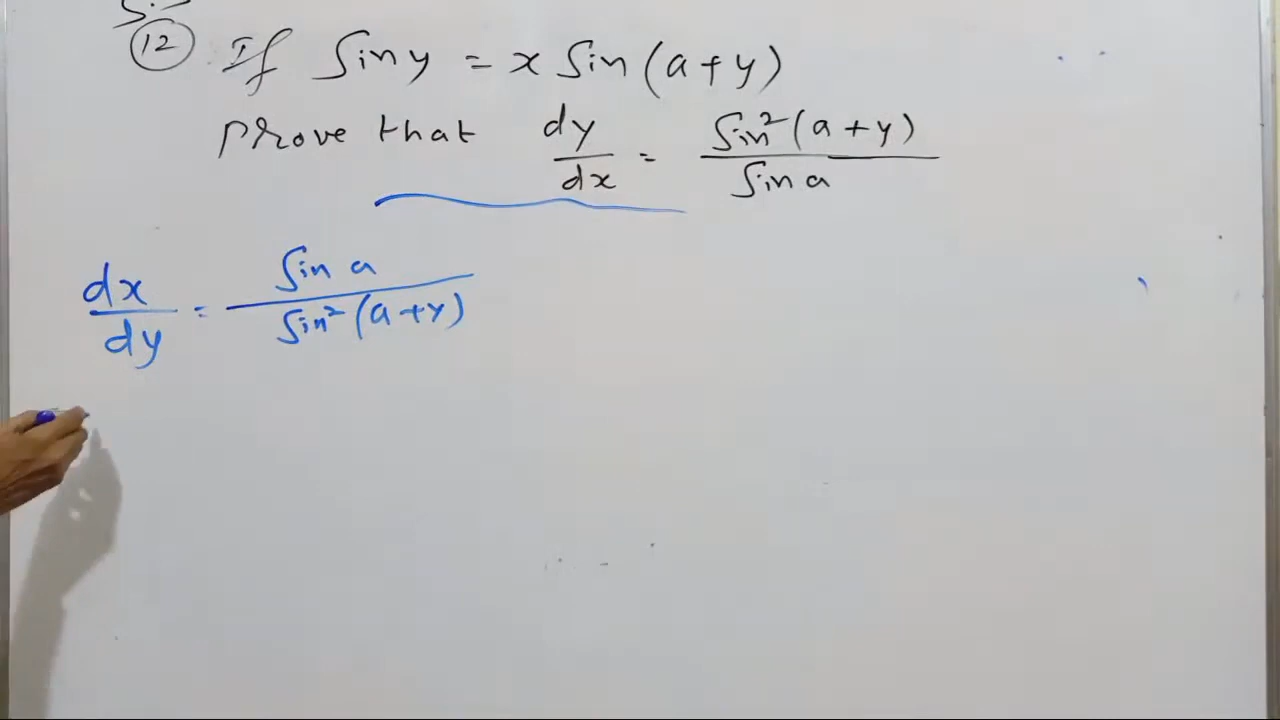 12 If Sin y = x Sin (a + y)
prove that dy/dx = Sin²(a + y)/Sin a
dx/dy = Sin a/Sin²(a + y)